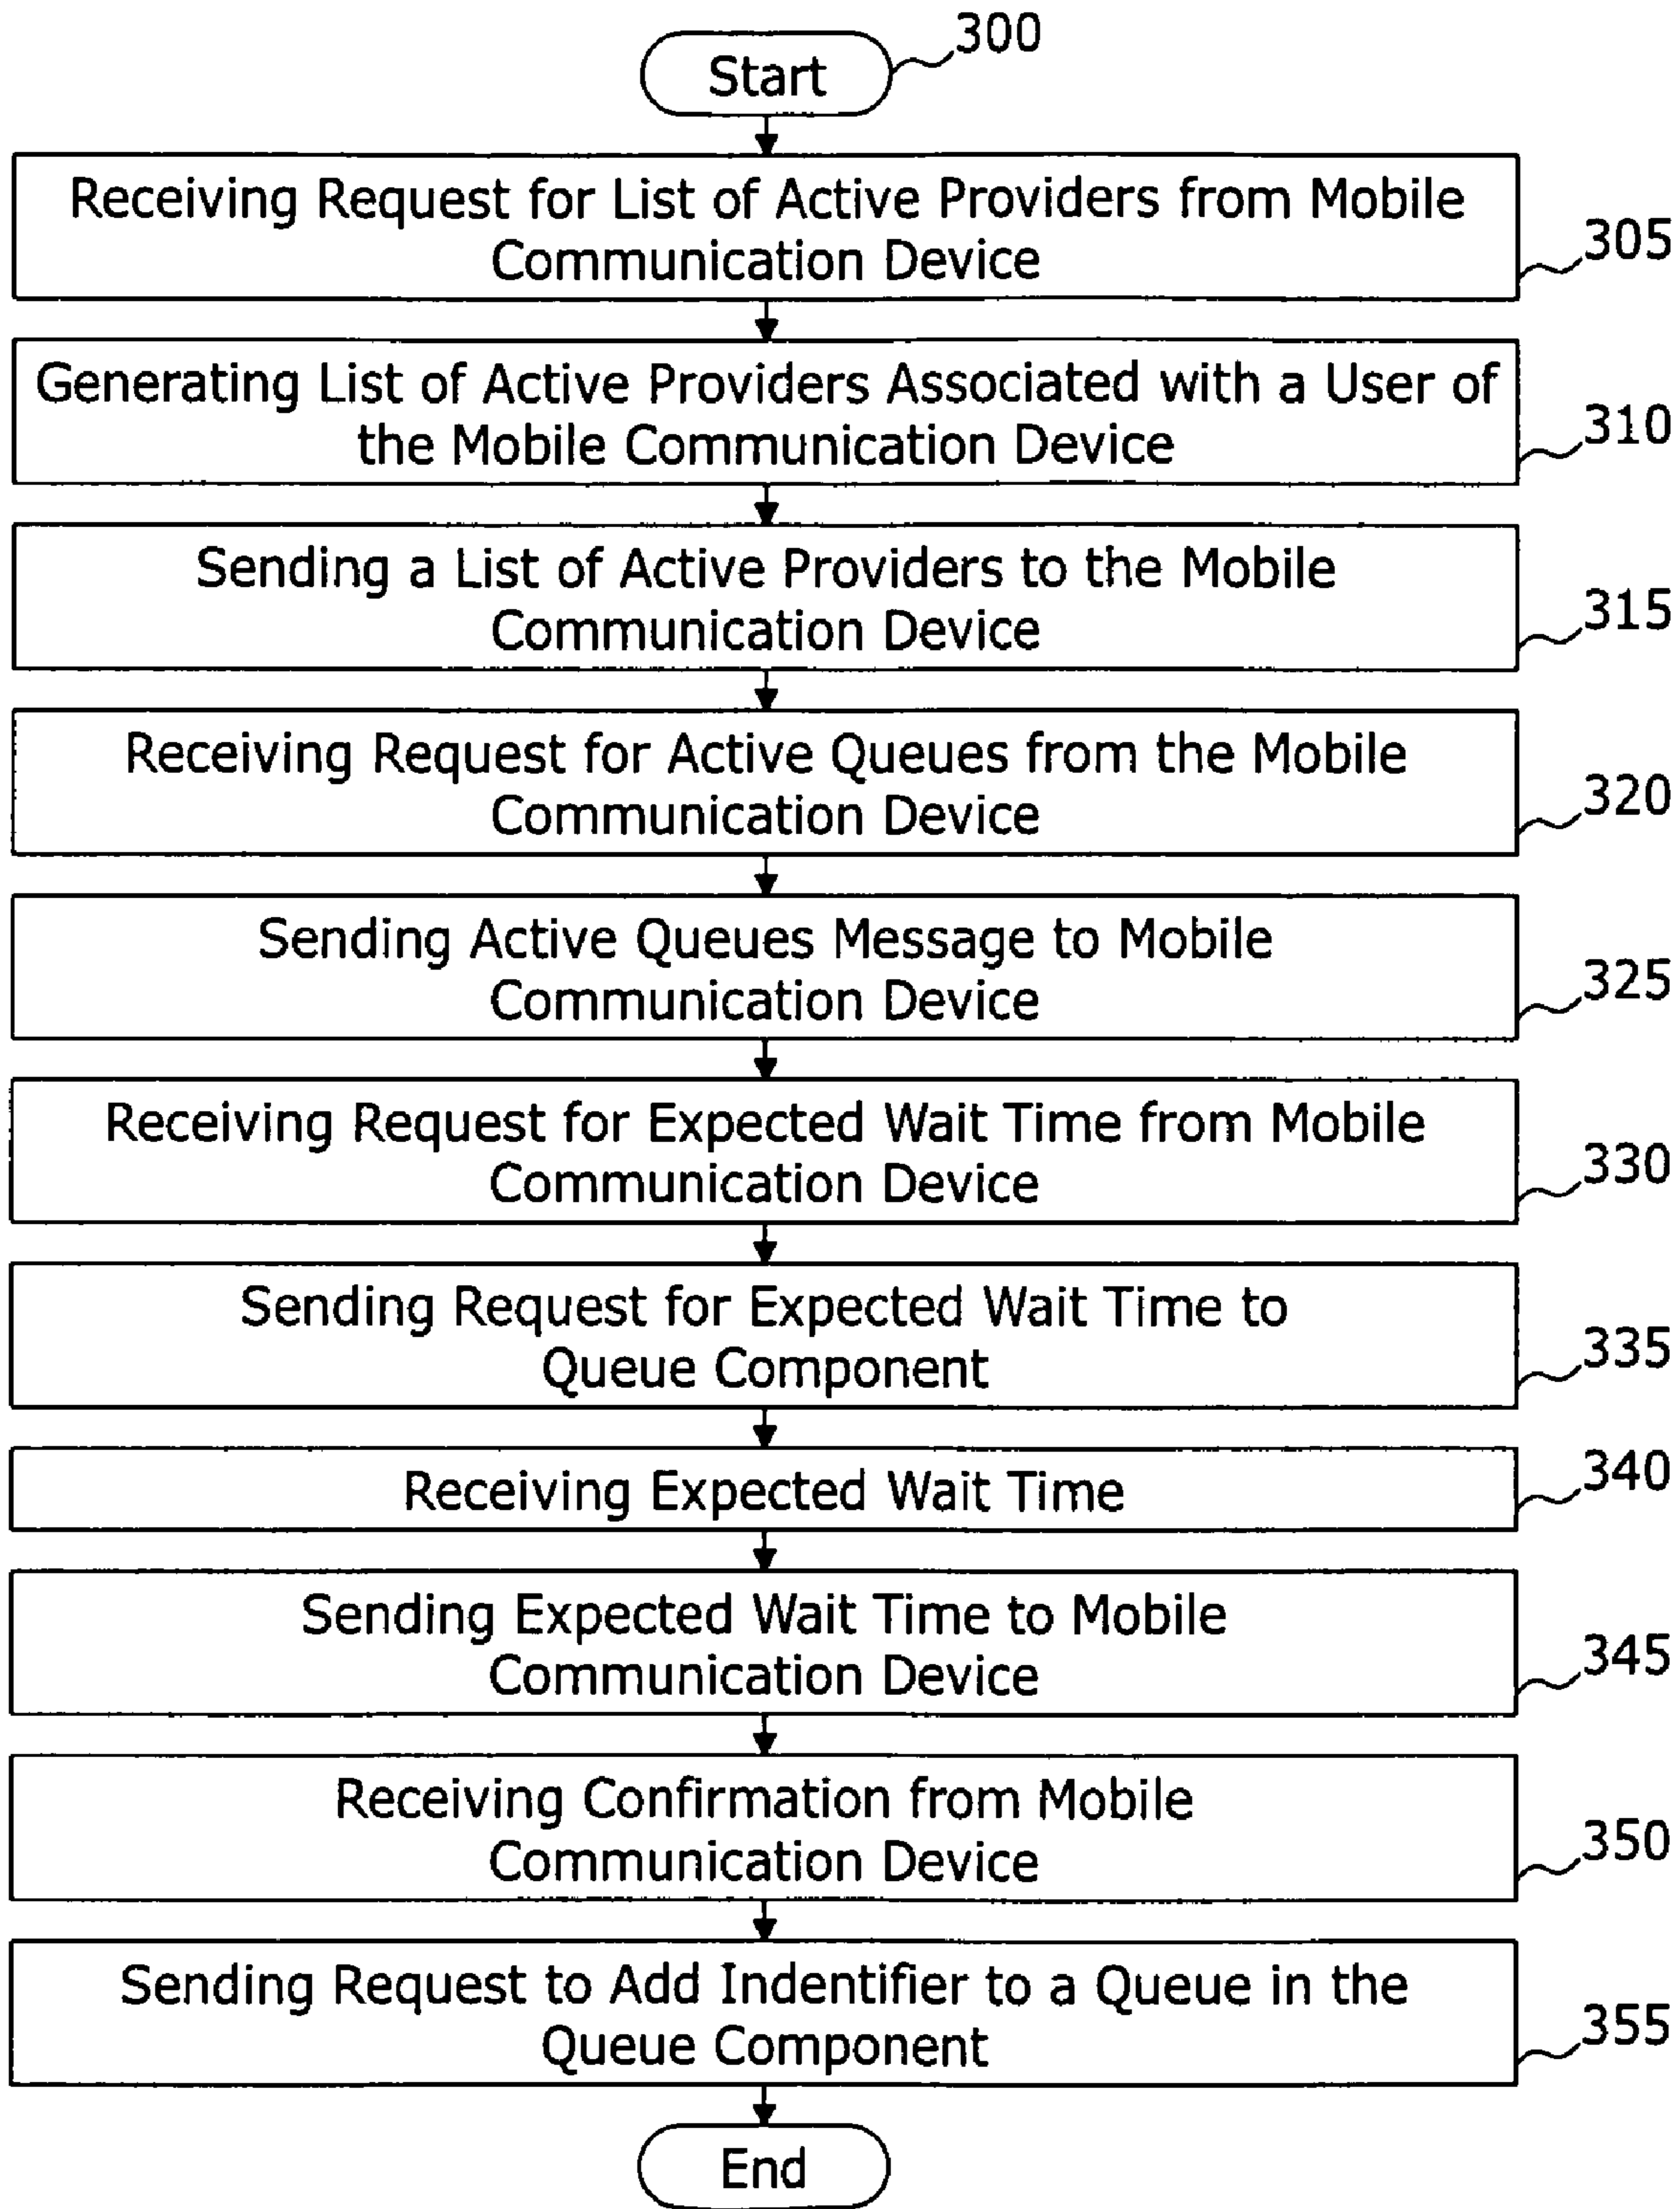 Start
300
Receiving Request for List of Active Providers from Mobile
Communication Device
305
Generating List of Active Providers Associated with a User of
the Mobile Communication Device
310
Sending a List of Active Providers to the Mobile
Communication Device
315
Receiving Request for Active Queues from the Mobile
Communication Device
320
Sending Active Queues Message to Mobile
Communication Device
325
Receiving Request for Expected Wait Time from Mobile
Communication Device
330
Sending Request for Expected Wait Time to
Queue Component
335
Receiving Expected Wait Time
340
Sending Expected Wait Time to Mobile
Communication Device
345
Receiving Confirmation from Mobile
Communication Device
350
Sending Request to Add Indentifier to a Queue in the
Queue Component
355
End